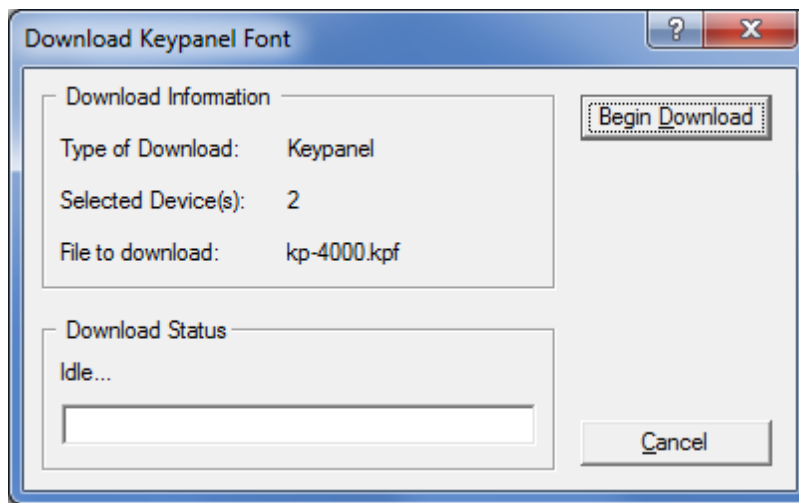 Download Keypanel Font
Download Information
Begin Download
Type of Download: Keypanel
Selected Device(s): 2
File to download: kp-4000.kpf
Download Status
Idle...
Cancel